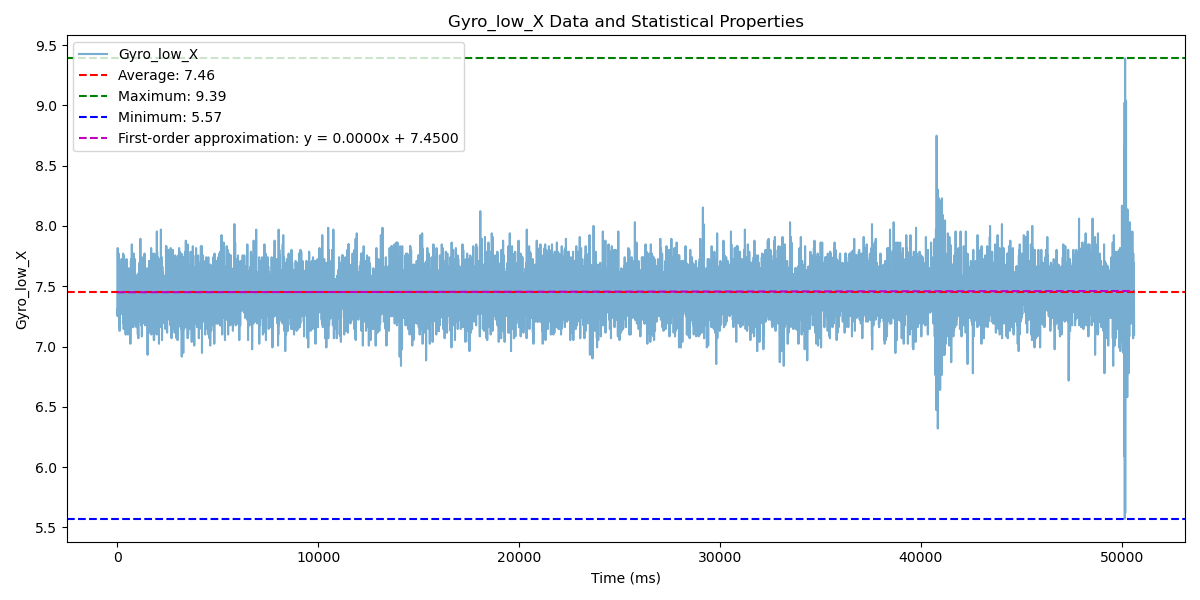 Gyro_low_X Data and Statistical Properties
Gyro_low_X
Average: 7.46
Maximum: 9.39
Minimum: 5.57
First-order approximation: y = 0.0000x + 7.4500
9.5
9.0
8.5
8.0
7.5
7.0
6.5
6.0
5.5
Gyro_low_X
0 10000 20000 30000 40000 50000
Time (ms)